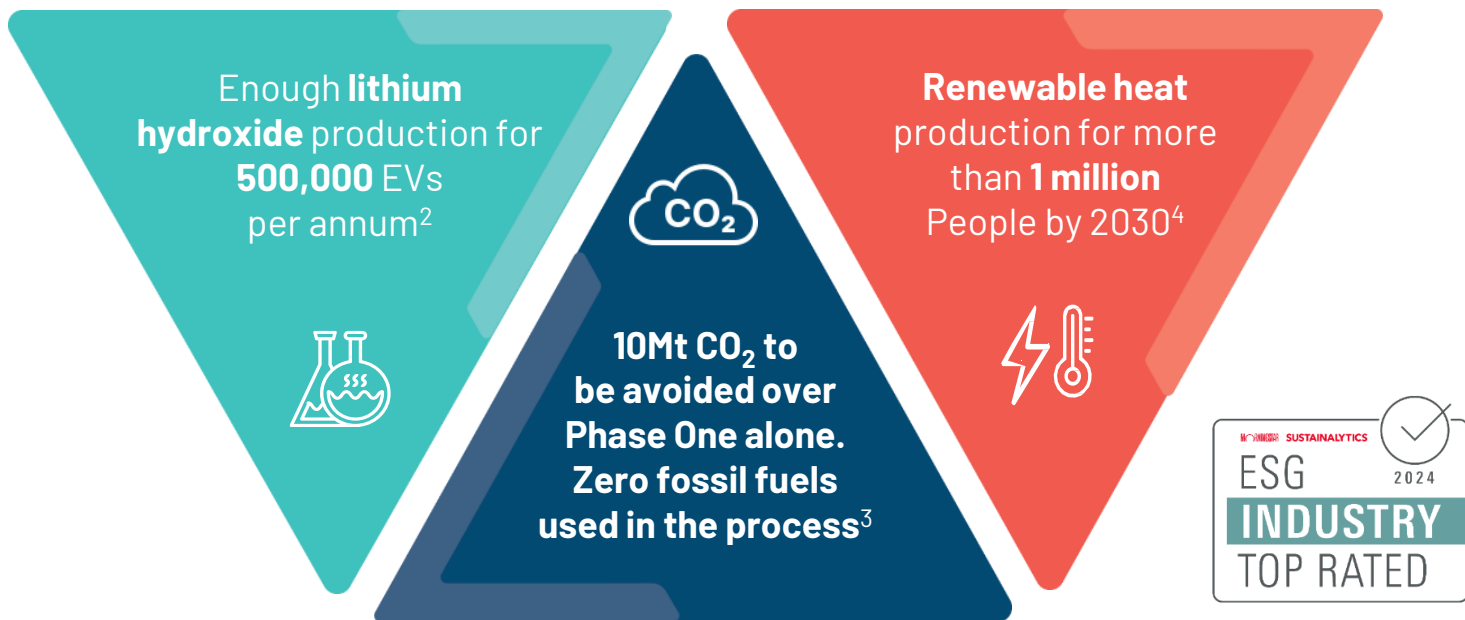 Enough lithium
hydroxide production for
500,000 EVs
per annum²
CO₂
10Mt CO₂ to
be avoided over
Phase One alone.
Zero fossil fuels
used in the process³
Renewable heat
production for more
than 1 million
People by 2030⁴
MORNINGSTAR SUSTAINALYTICS
ESG
2024
INDUSTRY
TOP RATED